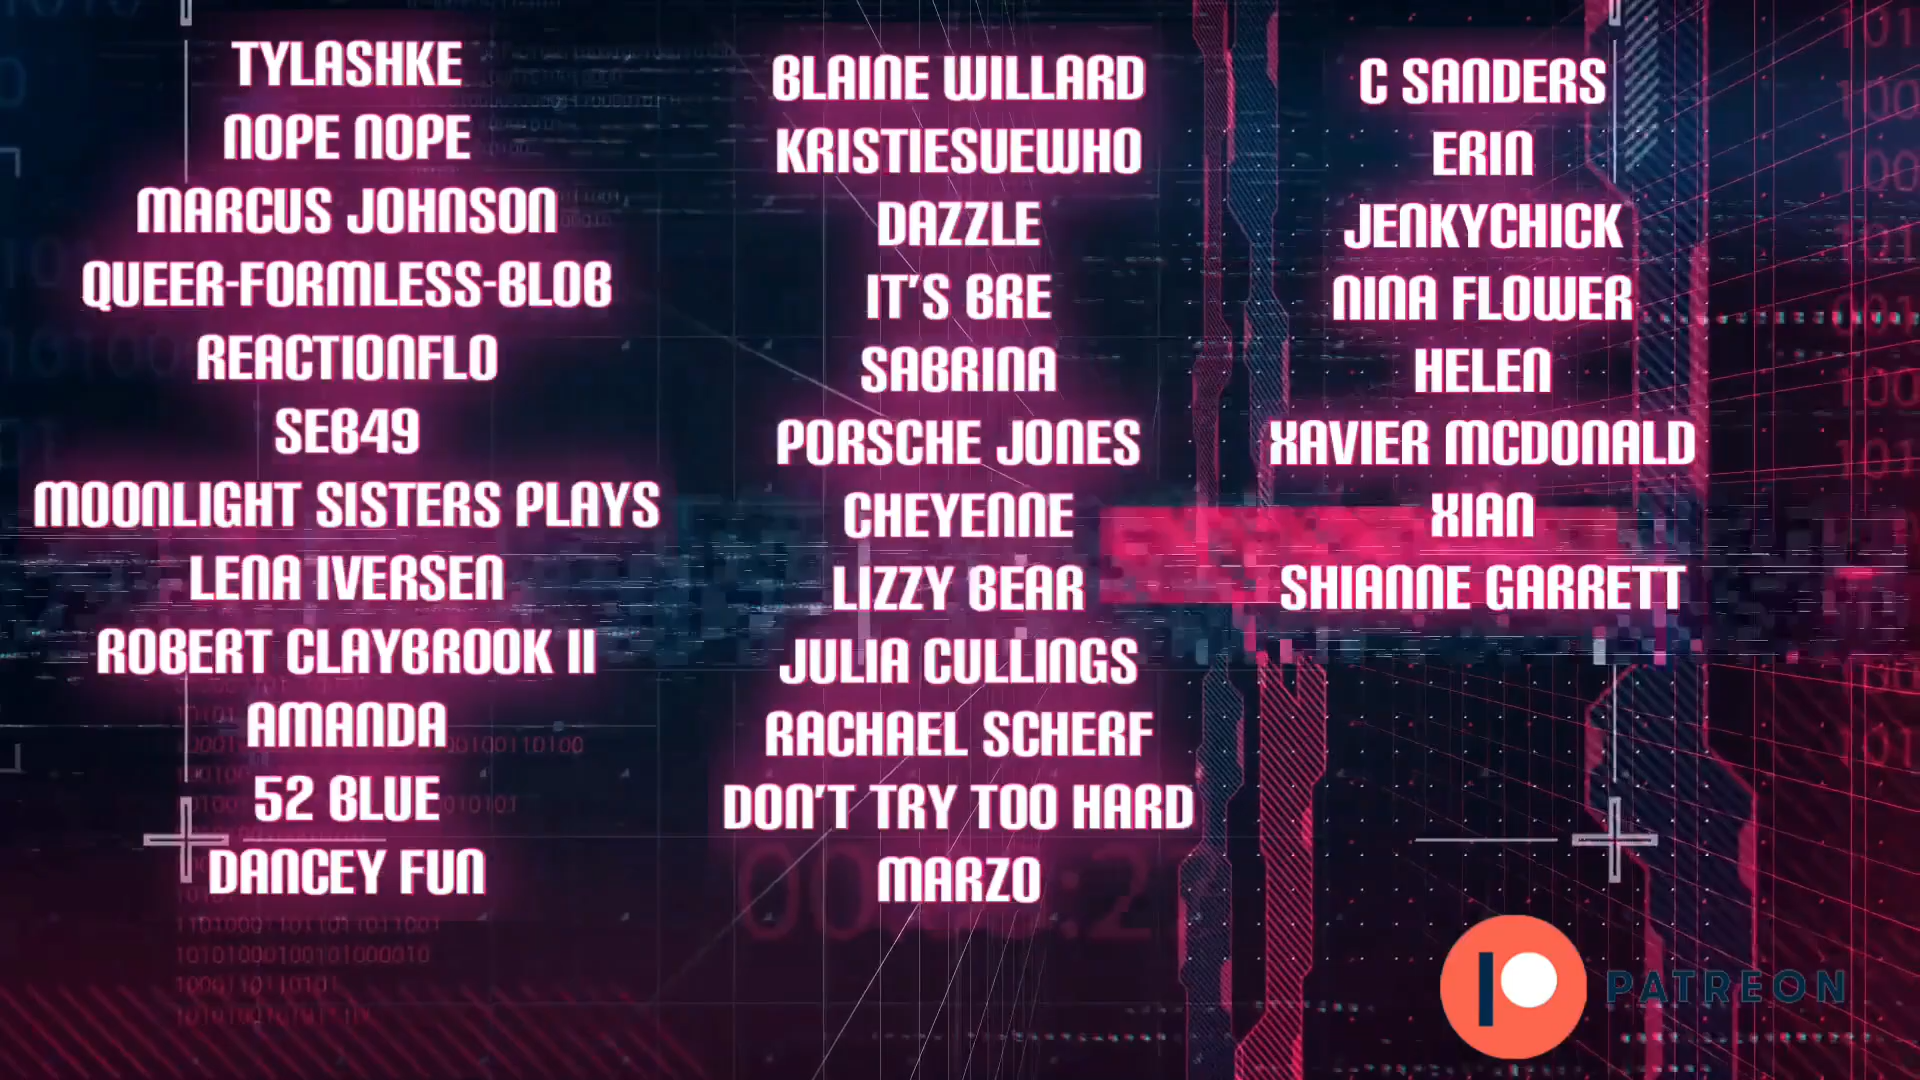 TYLASHKE
NOPE NOPE
MARCUS JOHNSON
QUEER-FORMLESS-BLOB
REACTIONFLO
SEB49
MOONLIGHT SISTERS PLAYS
LENA IVERSEN
ROBERT CLAYBROOK II
AMANDA
52 BLUE
DANCEY FUN
BLAINE WILLARD
KRISTIESUEWHO
DAZZLE
IT'S BRE
SABRINA
PORSCHE JONES
CHEYENNE
LIZZY BEAR
JULIA CULLINGS
RACHAEL SCHERF
DON'T TRY TOO HARD
MARZO
C SANDERS
ERIN
JENKYCHICK
NINA FLOWER
HELEN
XAVIER MCDONALD
XIAN
SHIANNE GARRETT
PATREON